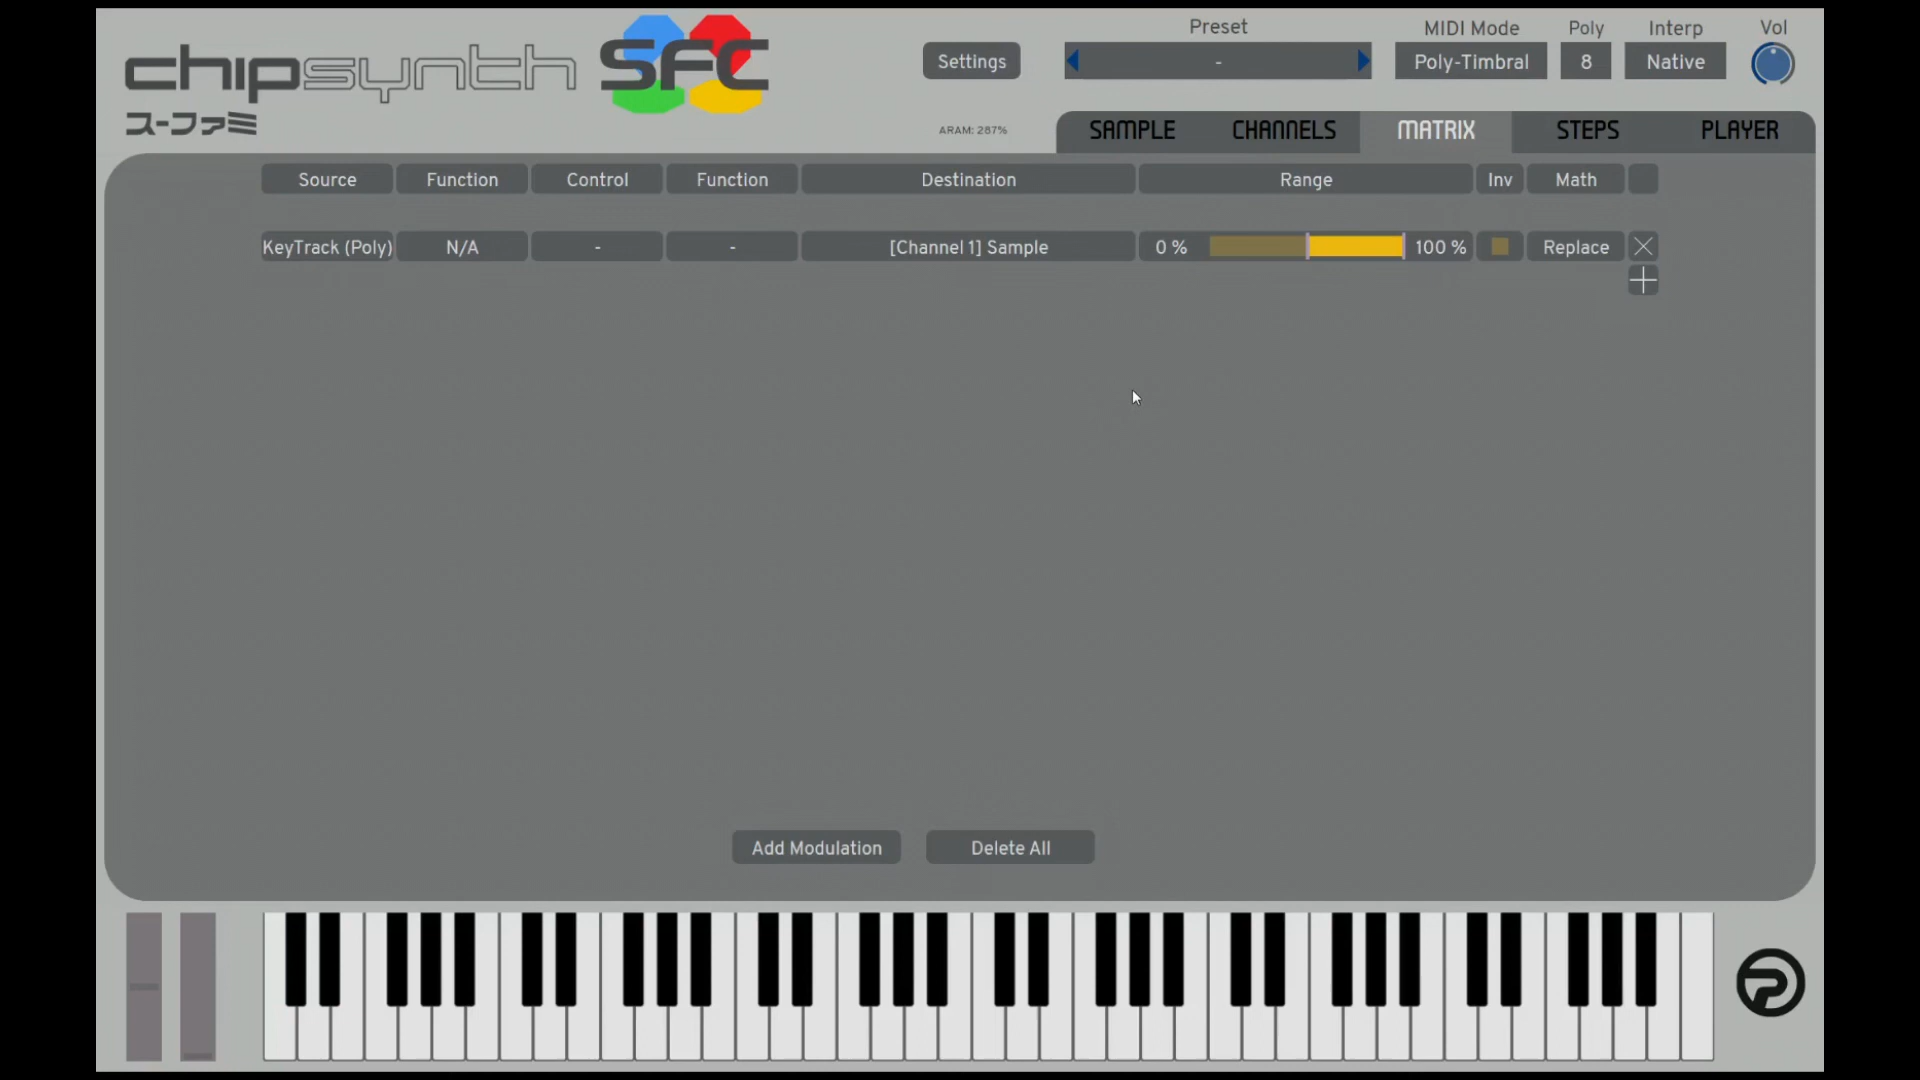 chipsynth SFC
スーファミ
Settings
Preset
-
MIDI Mode
Poly-Timbral
Poly
8
Interp
Native
Vol
ARAM: 287%
SAMPLE CHANNELS MATRIX STEPS PLAYER
Source Function Control Function Destination Range Inv Math
KeyTrack (Poly) N/A - - [Channel 1] Sample 0 % 100 % Replace
Add Modulation Delete All